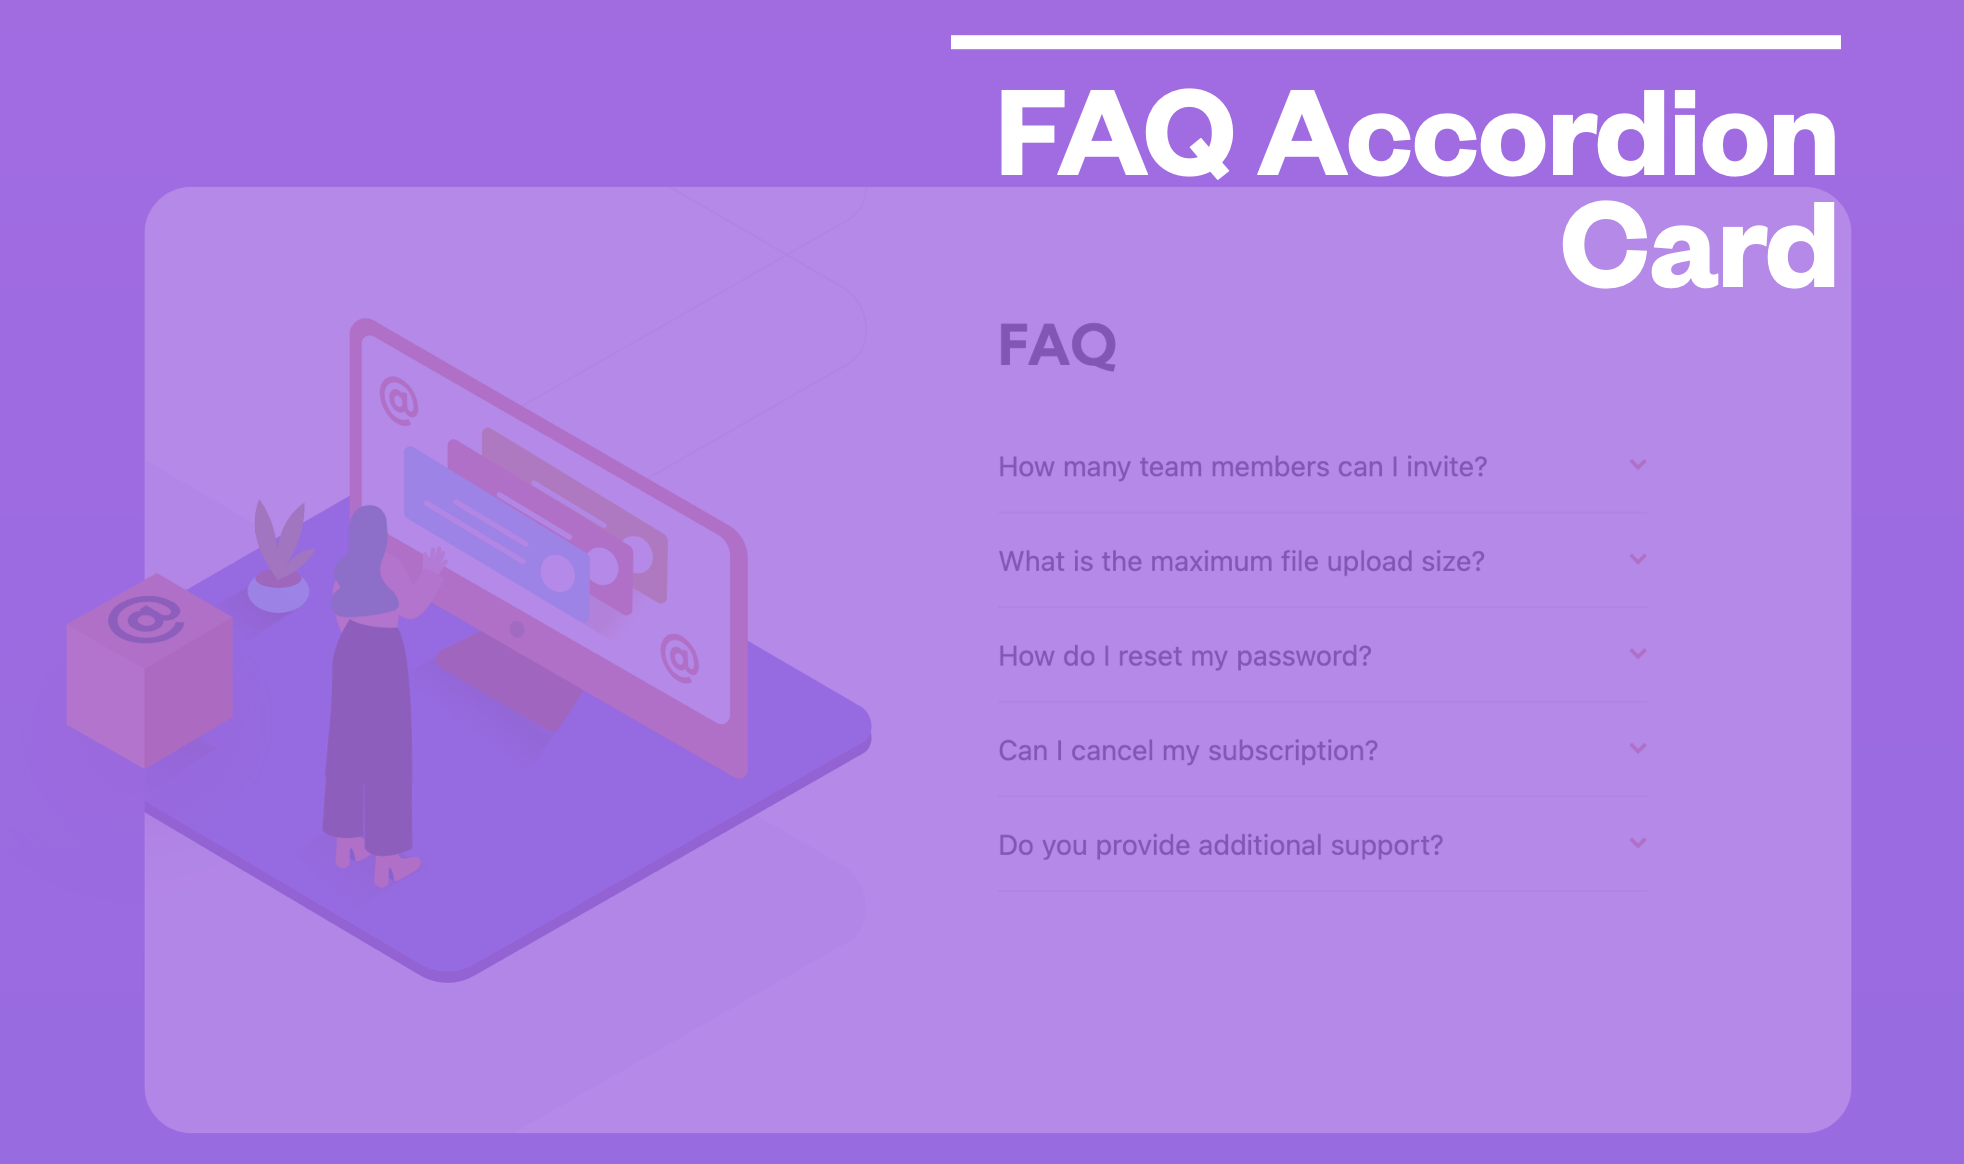 FAQ Accordion
Card
FAQ
How many team members can I invite?
What is the maximum file upload size?
How do I reset my password?
Can I cancel my subscription?
Do you provide additional support?
@
@
@